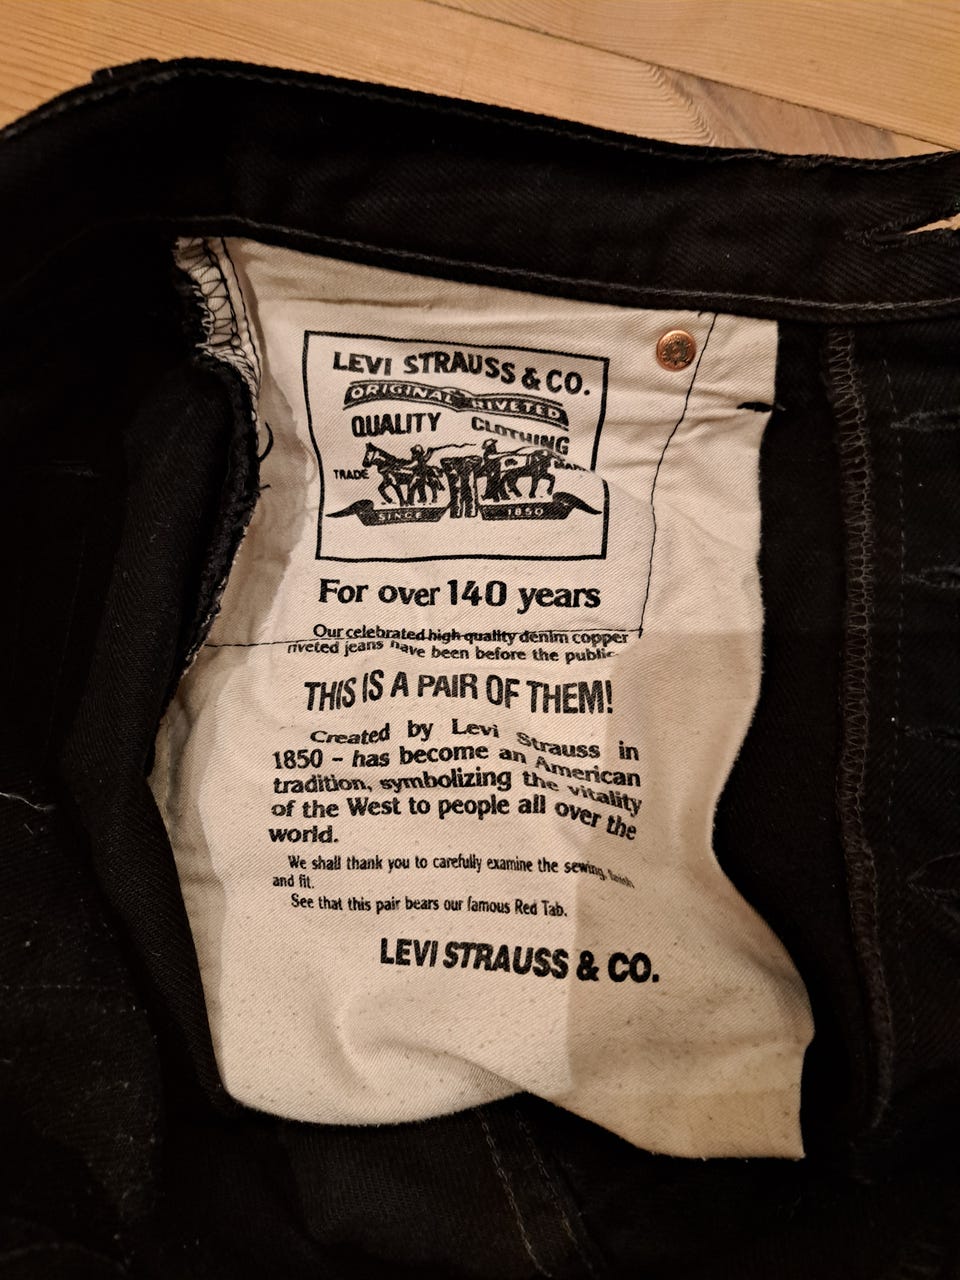 LEVI STRAUSS & CO.
ORIGINAL RIVETED
QUALITY CLOTHING
TRADE MARK
SINCE 1850
For over 140 years
Our celebrated high quality denim copper
riveted jeans have been before the public
THIS IS A PAIR OF THEM!
Created by Levi Strauss in
1850 - has become an American
tradition, symbolizing the vitality
of the West to people all over the
world.
We shall thank you to carefully examine the sewing, finish
and fit.
See that this pair bears our famous Red Tab.
LEVI STRAUSS & CO.